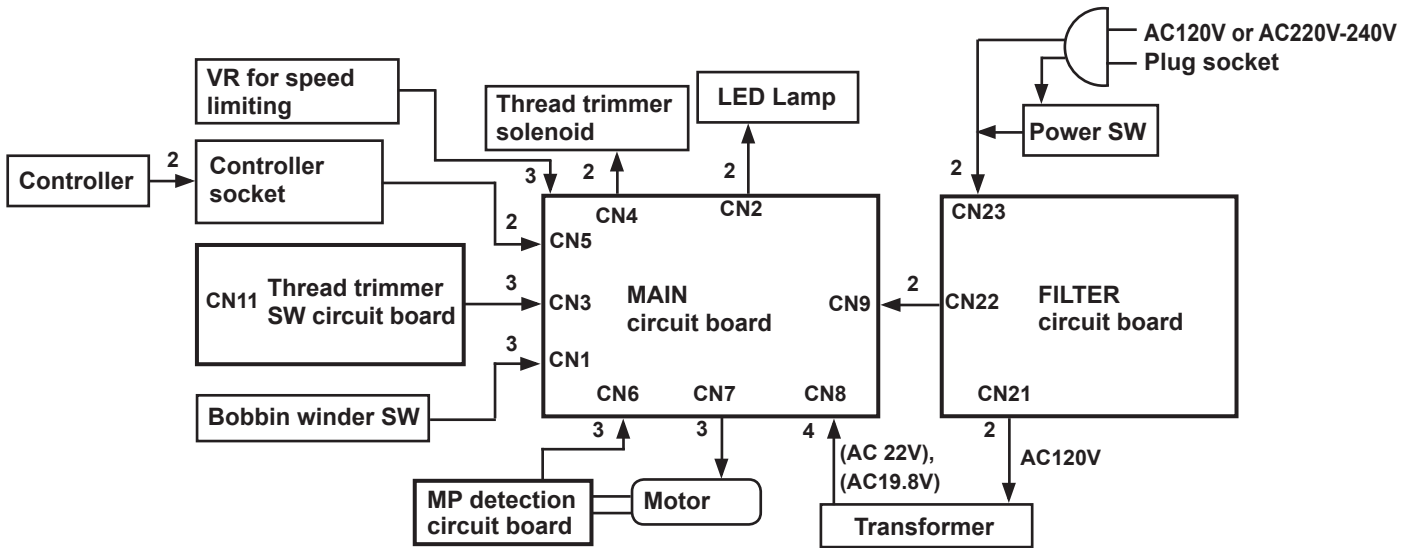 AC120V or AC220V-240V
Plug socket
Power SW
VR for speed
limiting
Thread trimmer
solenoid
LED Lamp
Controller
2
Controller
socket
3
2
2
2
CN4
CN2
CN23
2
CN5
CN11
Thread trimmer
SW circuit board
3
CN3
MAIN
circuit board
CN9
2
CN22
FILTER
circuit board
3
CN1
Bobbin winder SW
CN6
CN7
CN8
CN21
3
3
4
2
(AC 22V),
(AC19.8V)
AC120V
MP detection
circuit board
Motor
Transformer